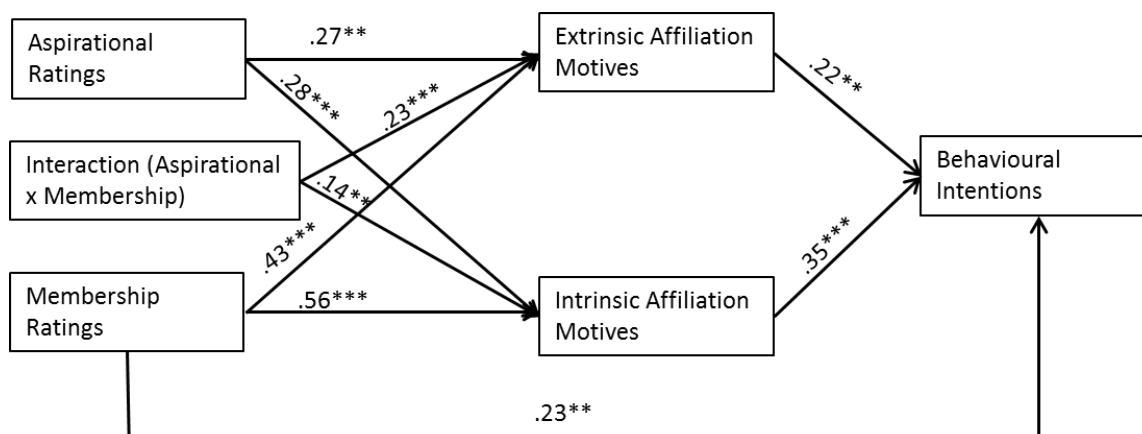 Aspirational
Ratings
.27**
Extrinsic Affiliation
Motives
.28***
.23***
.22**
Interaction (Aspirational
x Membership)
.14**
Behavioural
Intentions
.43***
.35***
Membership
Ratings
.56***
Intrinsic Affiliation
Motives
.23**